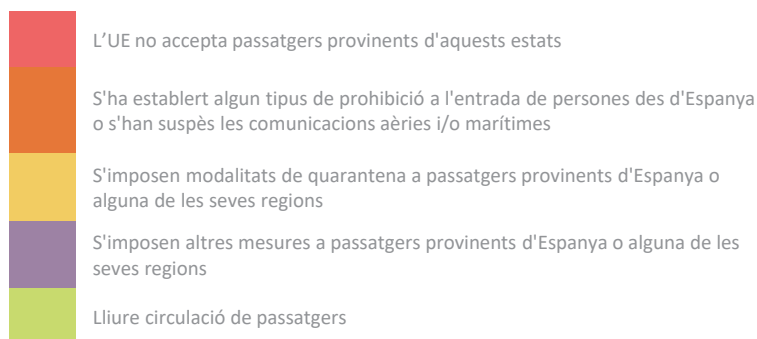 L’UE no accepta passatgers provinents d'aquests estats
S'ha establert algun tipus de prohibició a l'entrada de persones des d'Espanya
o s'han suspès les comunicacions aèries i/o marítimes
S'imposen modalitats de quarantena a passatgers provinents d'Espanya o
alguna de les seves regions
S'imposen altres mesures a passatgers provinents d'Espanya o alguna de les
seves regions
Lliure circulació de passatgers